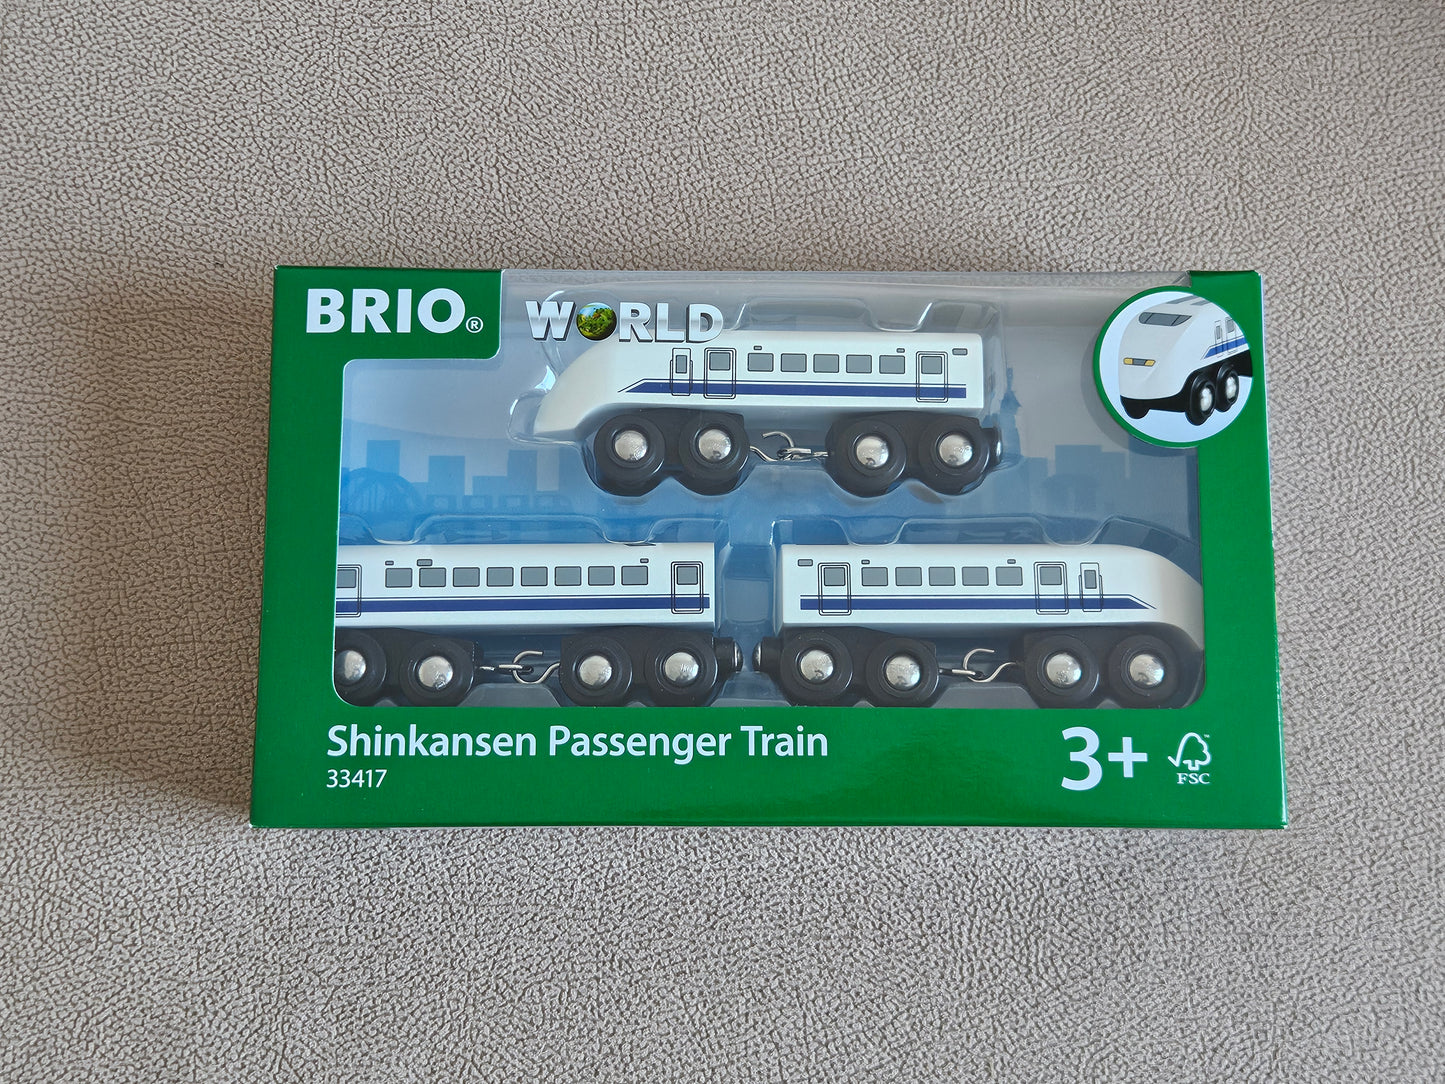 BRIO®
WORLD
Shinkansen Passenger Train
33417
3+
FSC